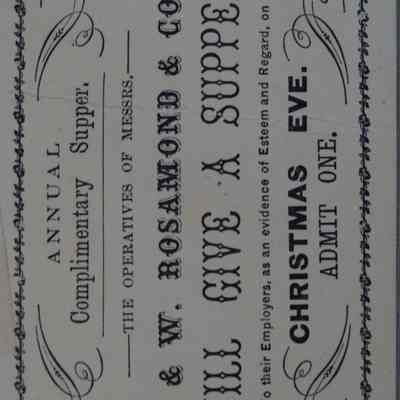 ANNUAL
Complimentary Supper.
THE OPERATIVES OF MESSRS.
& W. ROSAMOND & CO
ILL GIVE A SUPPE
o their Employers, as an evidence of Esteem and Regard, on
CHRISTMAS EVE.
ADMIT ONE.